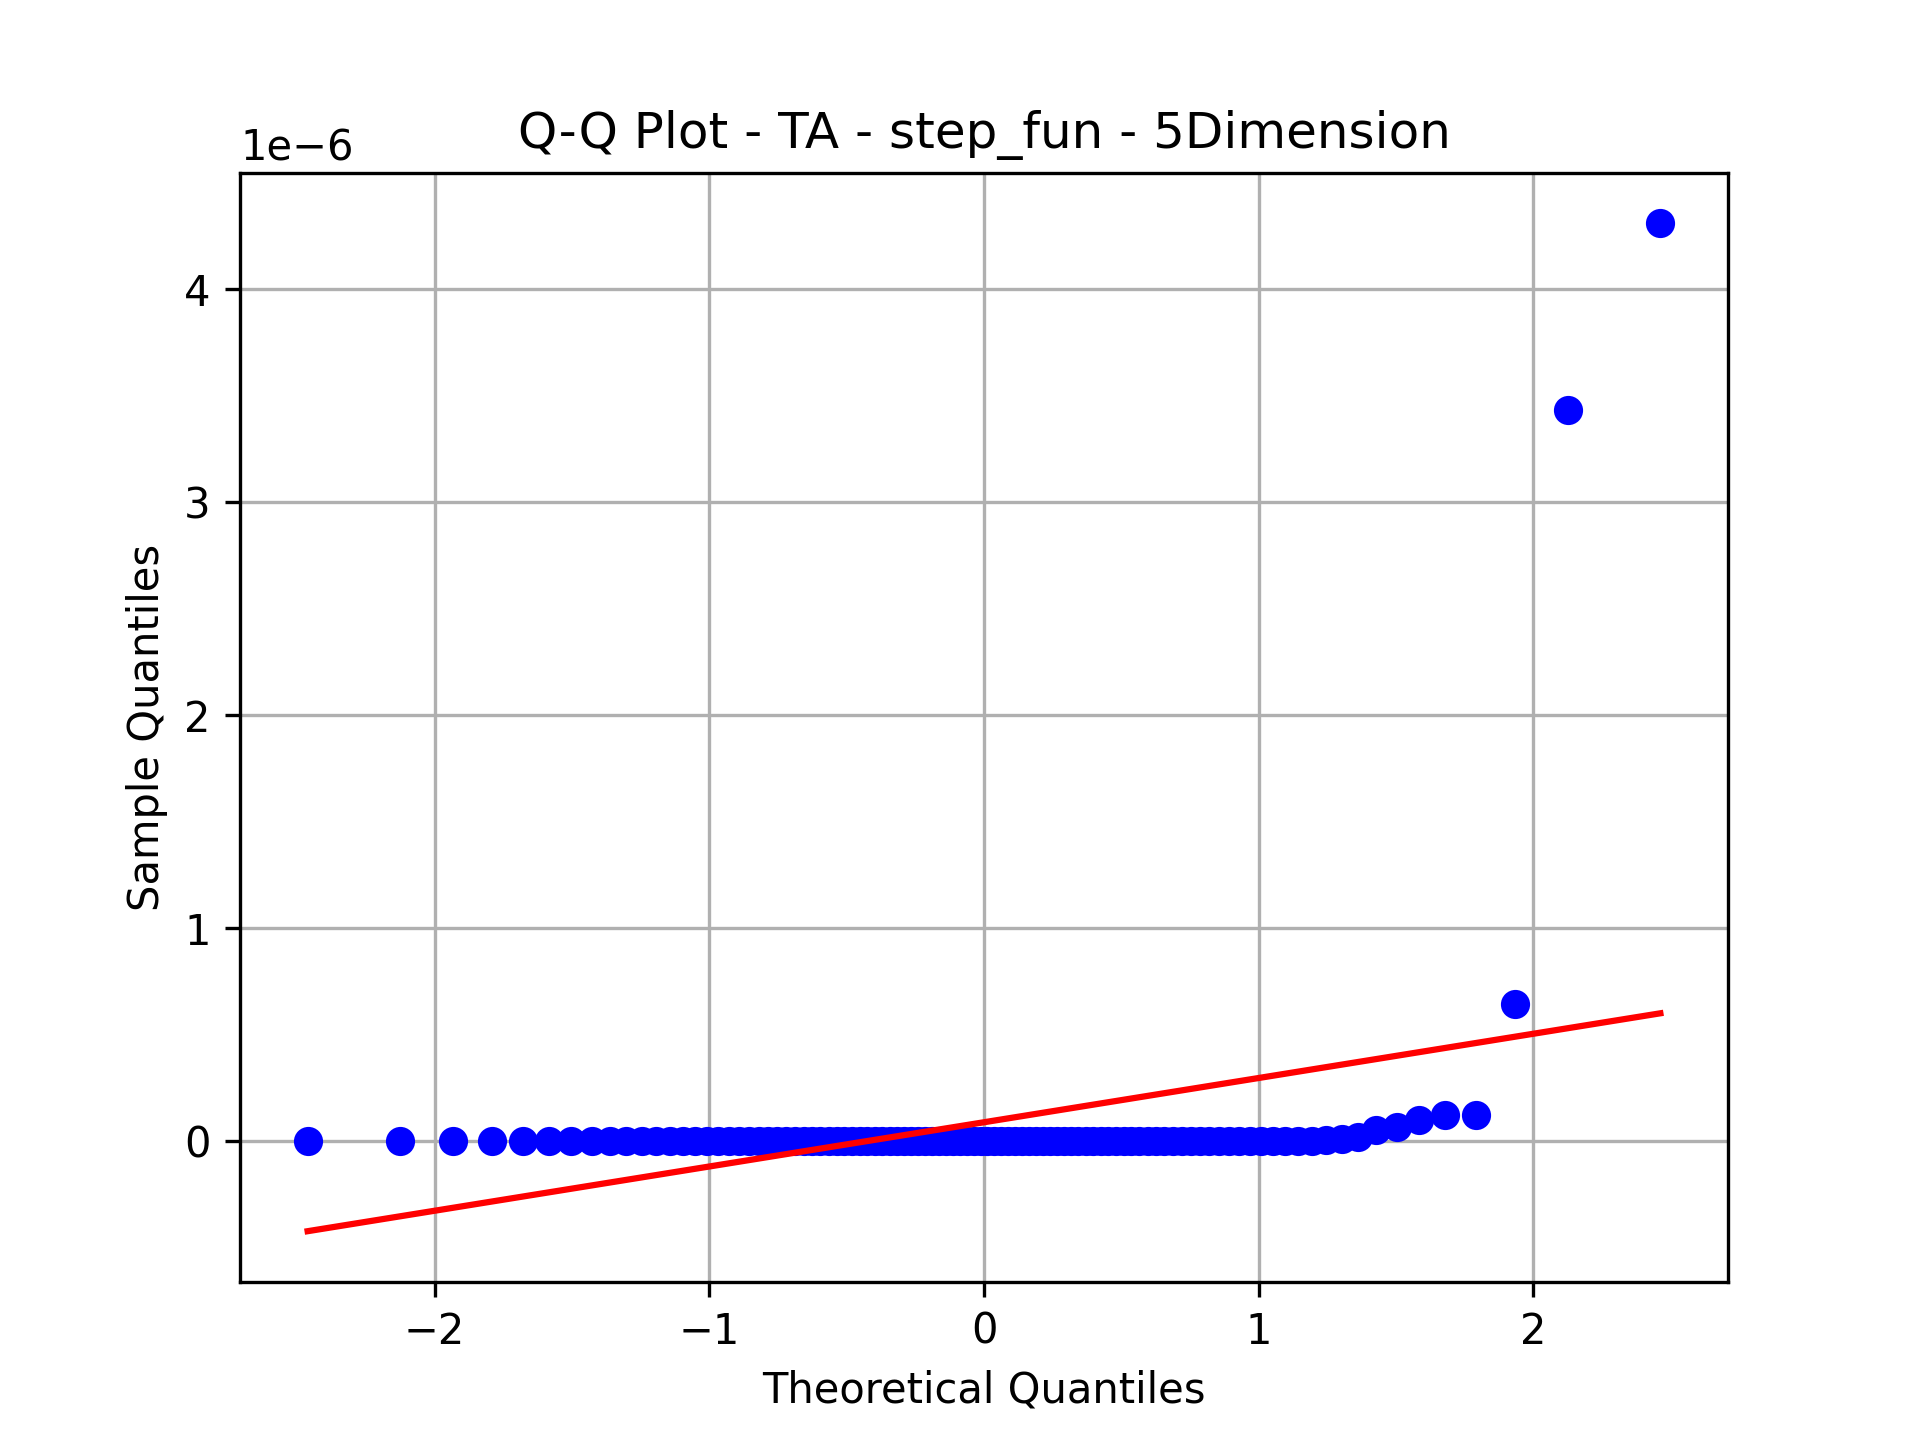 Q-Q Plot - TA - step_fun - 5Dimension
1e−6
4
3
2
1
0
Sample Quantiles
−2 −1 0 1 2
Theoretical Quantiles